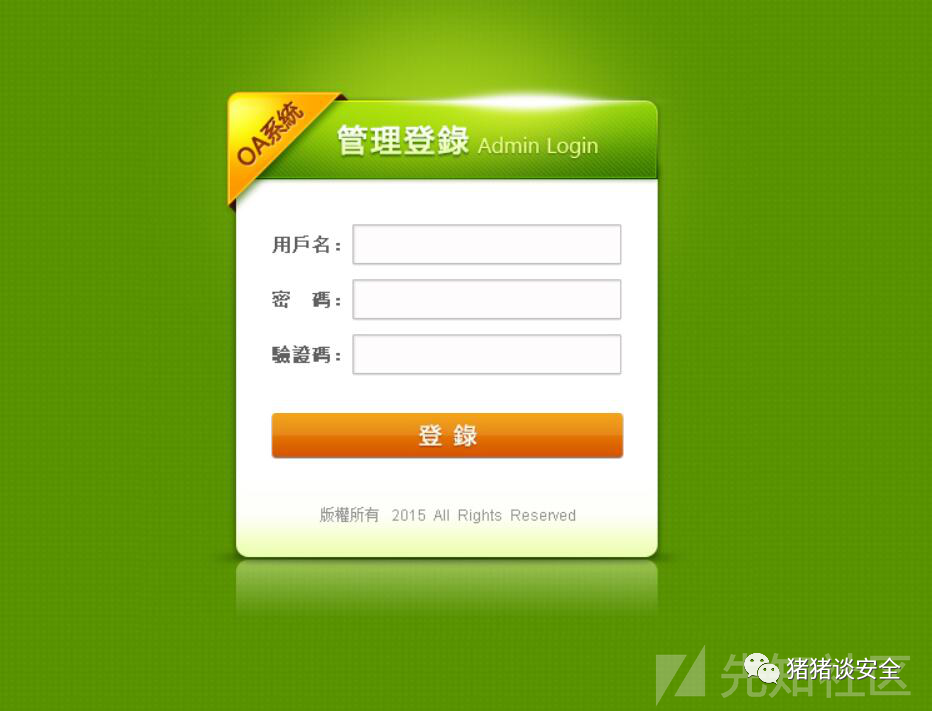 OA系統
管理登錄 Admin Login
用戶名：
密 碼：
驗證碼：
登 錄
版權所有 2015 All Rights Reserved
先知社区
猪猪谈安全